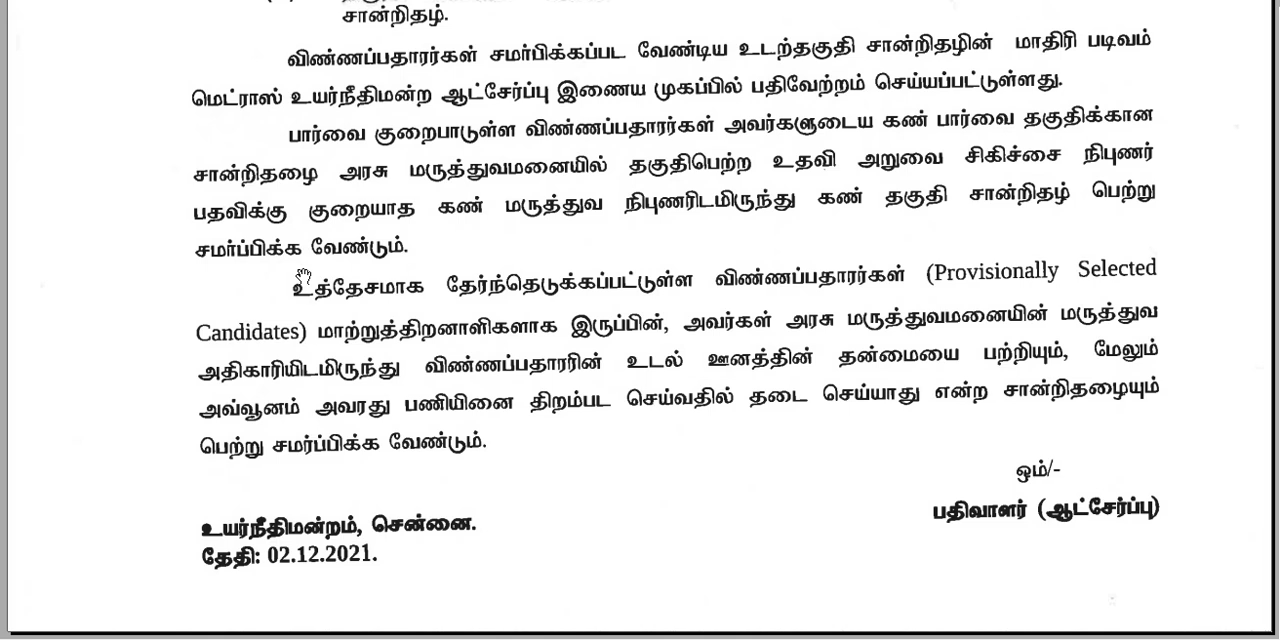 சான்றிதழ்.
விண்ணப்பதாரர்கள் சமர்பிக்கப்பட வேண்டிய உடற்தகுதி சான்றிதழின் மாதிரி படிவம்
மெட்ராஸ் உயர்நீதிமன்ற ஆட்சேர்ப்பு இணைய முகப்பில் பதிவேற்றம் செய்யப்பட்டுள்ளது.
பார்வை குறைபாடுள்ள விண்ணப்பதாரர்கள் அவர்களுடைய கண் பார்வை தகுதிக்கான
சான்றிதழை அரசு மருத்துவமனையில் தகுதிபெற்ற உதவி அறுவை சிகிச்சை நிபுணர்
பதவிக்கு குறையாத கண் மருத்துவ நிபுணரிடமிருந்து கண் தகுதி சான்றிதழ் பெற்று
சமர்ப்பிக்க வேண்டும்.
உத்தேசமாக தேர்ந்தெடுக்கப்பட்டுள்ள விண்ணப்பதாரர்கள் (Provisionally Selected
Candidates) மாற்றுத்திறனாளிகளாக இருப்பின், அவர்கள் அரசு மருத்துவமனையின் மருத்துவ
அதிகாரியிடமிருந்து விண்ணப்பதாரரின் உடல் ஊனத்தின் தன்மையை பற்றியும், மேலும்
அவ்வூனம் அவரது பணியினை திறம்பட செய்வதில் தடை செய்யாது என்ற சான்றிதழையும்
பெற்று சமர்ப்பிக்க வேண்டும்.
ஒம்/-
பதிவாளர் (ஆட்சேர்ப்பு)
உயர்நீதிமன்றம், சென்னை.
தேதி: 02.12.2021.